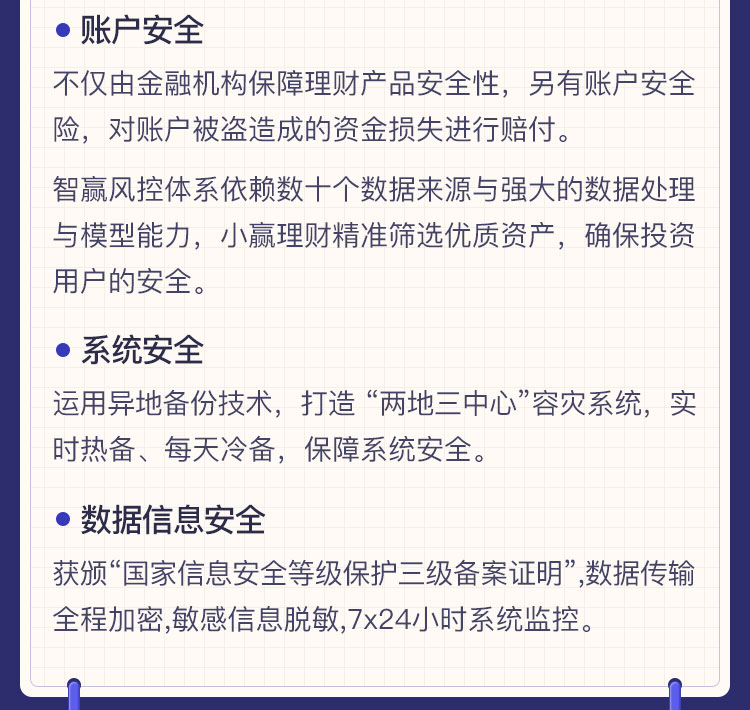 账户安全
不仅由金融机构保障理财产品安全性，另有账户安全
险，对账户被盗造成的资金损失进行赔付。
智赢风控体系依赖数十个数据来源与强大的数据处理
与模型能力，小赢理财精准筛选优质资产，确保投资
用户的安全。
系统安全
运用异地备份技术，打造 “两地三中心”容灾系统，实
时热备、每天冷备，保障系统安全。
数据信息安全
获颁“国家信息安全等级保护三级备案证明”,数据传输
全程加密,敏感信息脱敏,7x24小时系统监控。